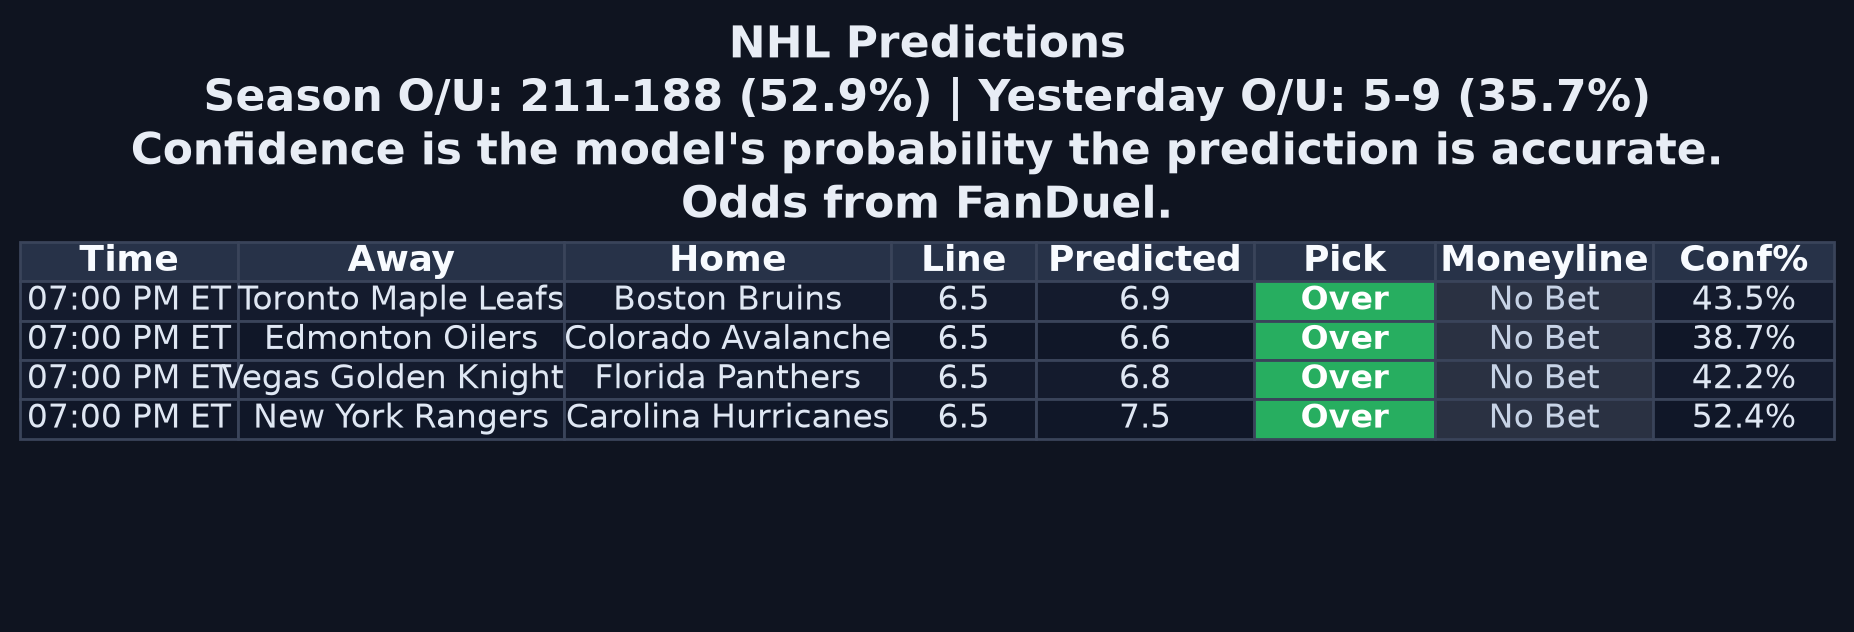 NHL Predictions
Season O/U: 211-188 (52.9%) | Yesterday O/U: 5-9 (35.7%)
Confidence is the model's probability the prediction is accurate.
Odds from FanDuel.
Time Away Home Line Predicted Pick Moneyline Conf%
07:00 PM ET Toronto Maple Leafs Boston Bruins 6.5 6.9 Over No Bet 43.5%
07:00 PM ET Edmonton Oilers Colorado Avalanche 6.5 6.6 Over No Bet 38.7%
07:00 PM ET Vegas Golden Knight Florida Panthers 6.5 6.8 Over No Bet 42.2%
07:00 PM ET New York Rangers Carolina Hurricanes 6.5 7.5 Over No Bet 52.4%